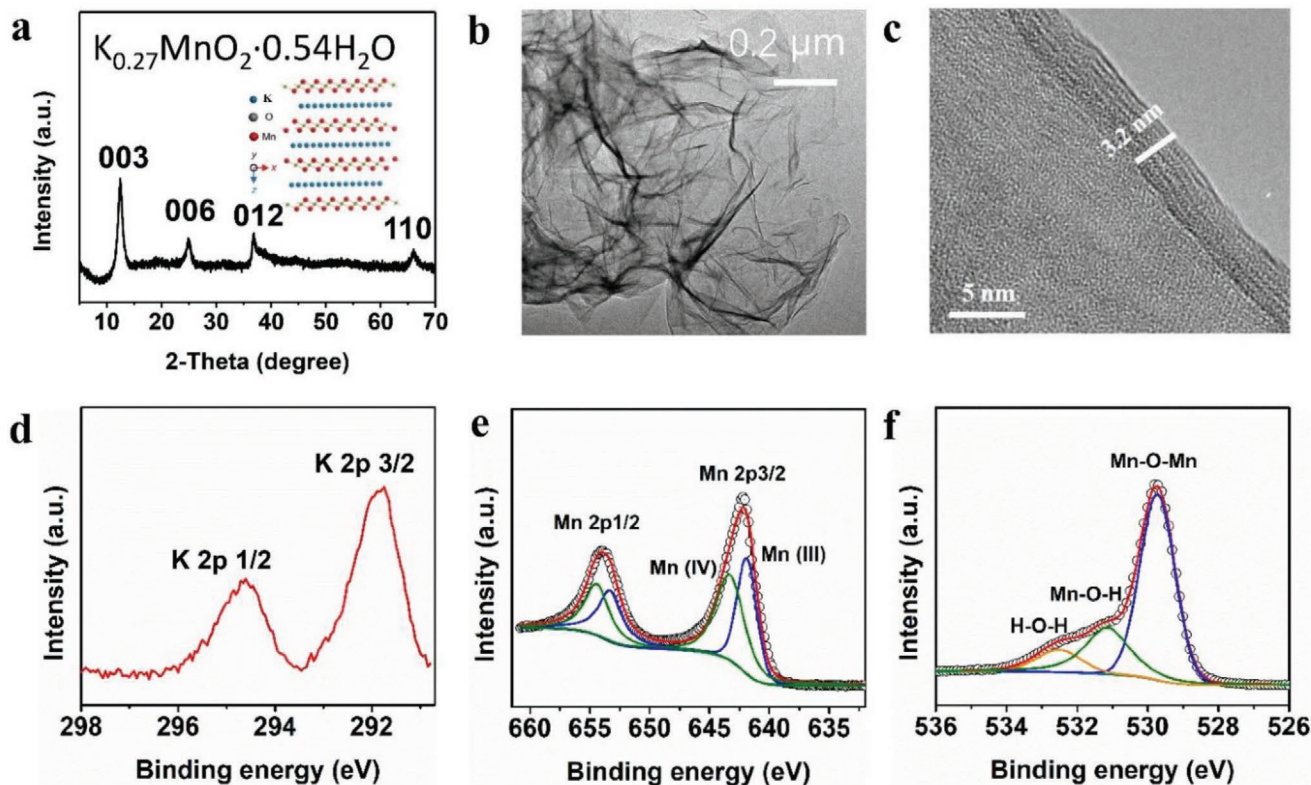 a
K0.27MnO2·0.54H2O
K
O
Mn
y
x
z
003
006
012
110
Intensity (a.u.)
10 20 30 40 50 60 70
2-Theta (degree)
b
0.2 μm
c
3.2 nm
5 nm
d
K 2p 3/2
K 2p 1/2
Intensity (a.u.)
298 296 294 292
Binding energy (eV)
e
Mn 2p3/2
Mn 2p1/2
Mn (IV)
Mn (III)
Intensity (a.u.)
660 655 650 645 640 635
Binding energy (eV)
f
Mn-O-Mn
Mn-O-H
H-O-H
Intensity (a.u.)
536 534 532 530 528 526
Binding energy (eV)